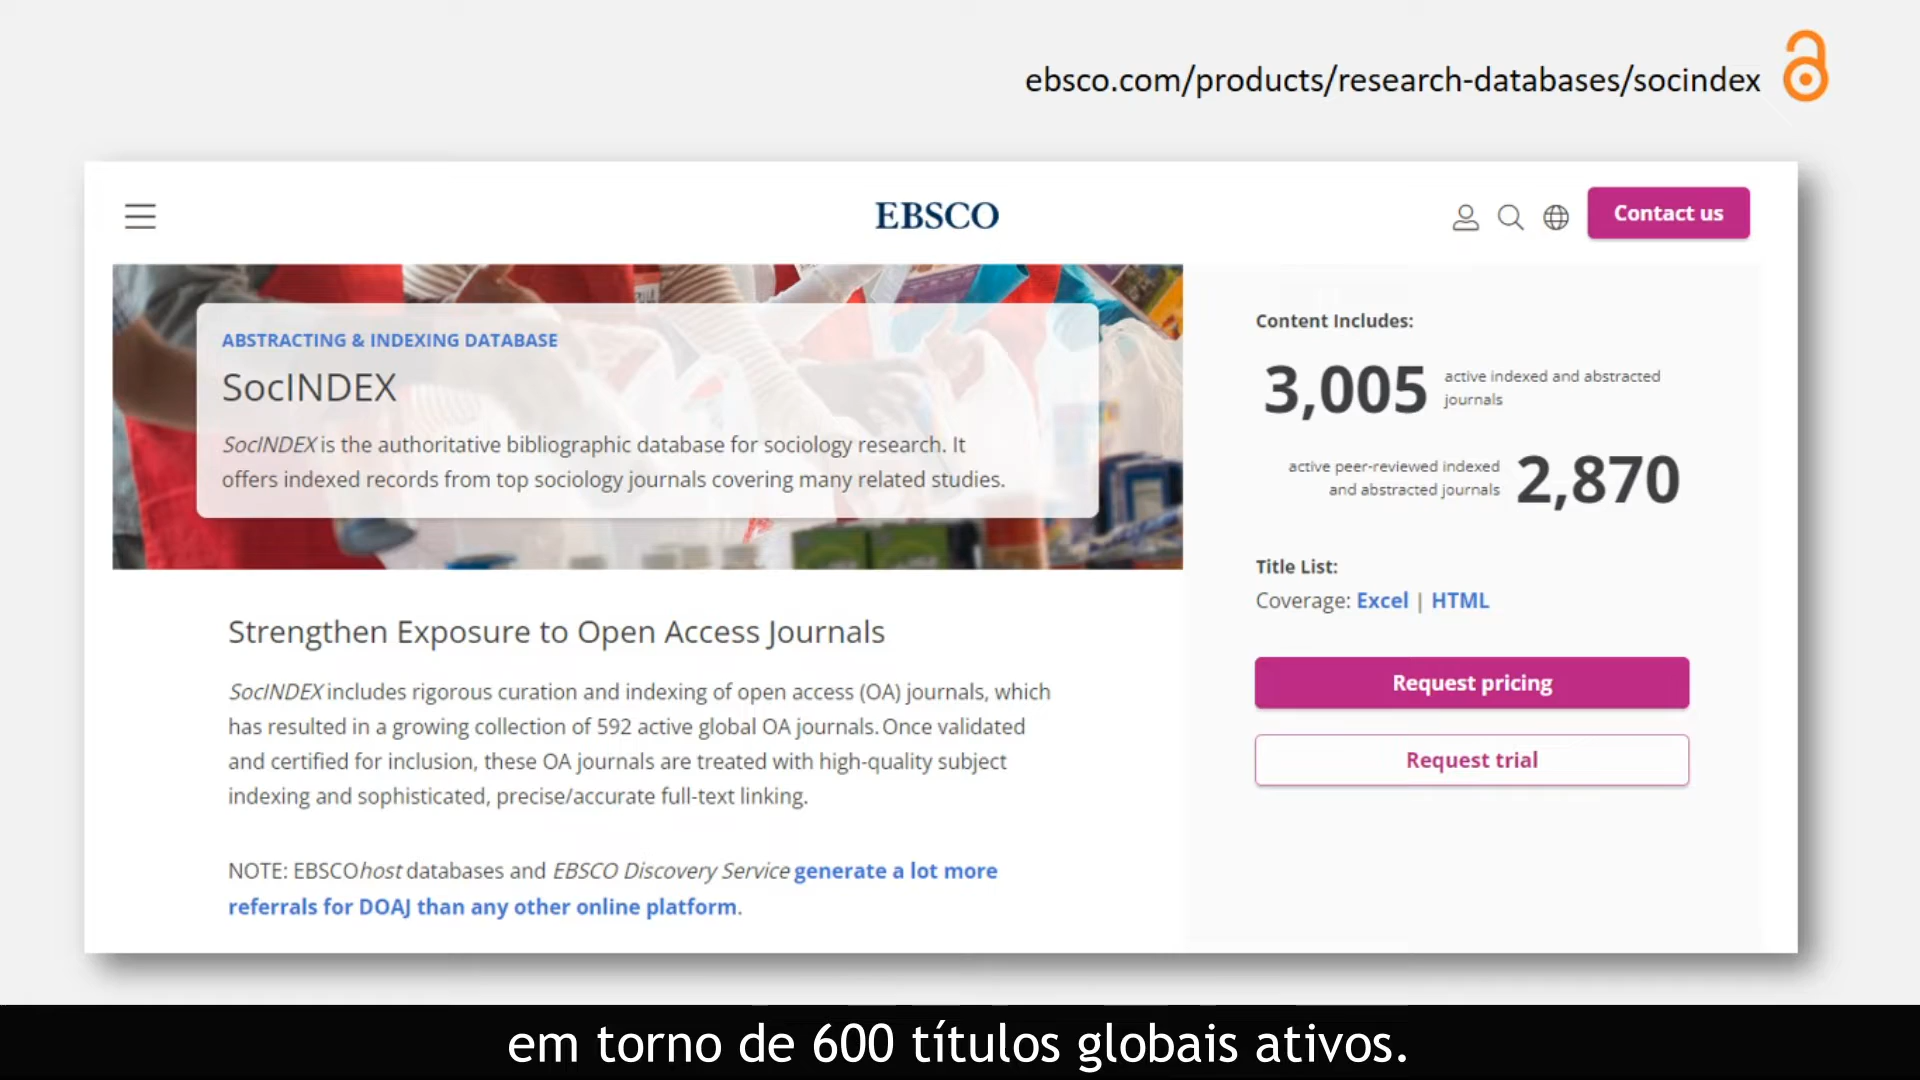 ebsco.com/products/research-databases/socindex
EBSCO
Contact us
ABSTRACTING & INDEXING DATABASE
SocINDEX
SocINDEX is the authoritative bibliographic database for sociology research. It
offers indexed records from top sociology journals covering many related studies.
Content Includes:
3,005 active indexed and abstracted
journals
active peer-reviewed indexed
and abstracted journals 2,870
Title List:
Coverage: Excel | HTML
Request pricing
Request trial
Strengthen Exposure to Open Access Journals
SocINDEX includes rigorous curation and indexing of open access (OA) journals, which
has resulted in a growing collection of 592 active global OA journals. Once validated
and certified for inclusion, these OA journals are treated with high-quality subject
indexing and sophisticated, precise/accurate full-text linking.
NOTE: EBSCOhost databases and EBSCO Discovery Service generate a lot more
referrals for DOAJ than any other online platform.
em torno de 600 títulos globais ativos.